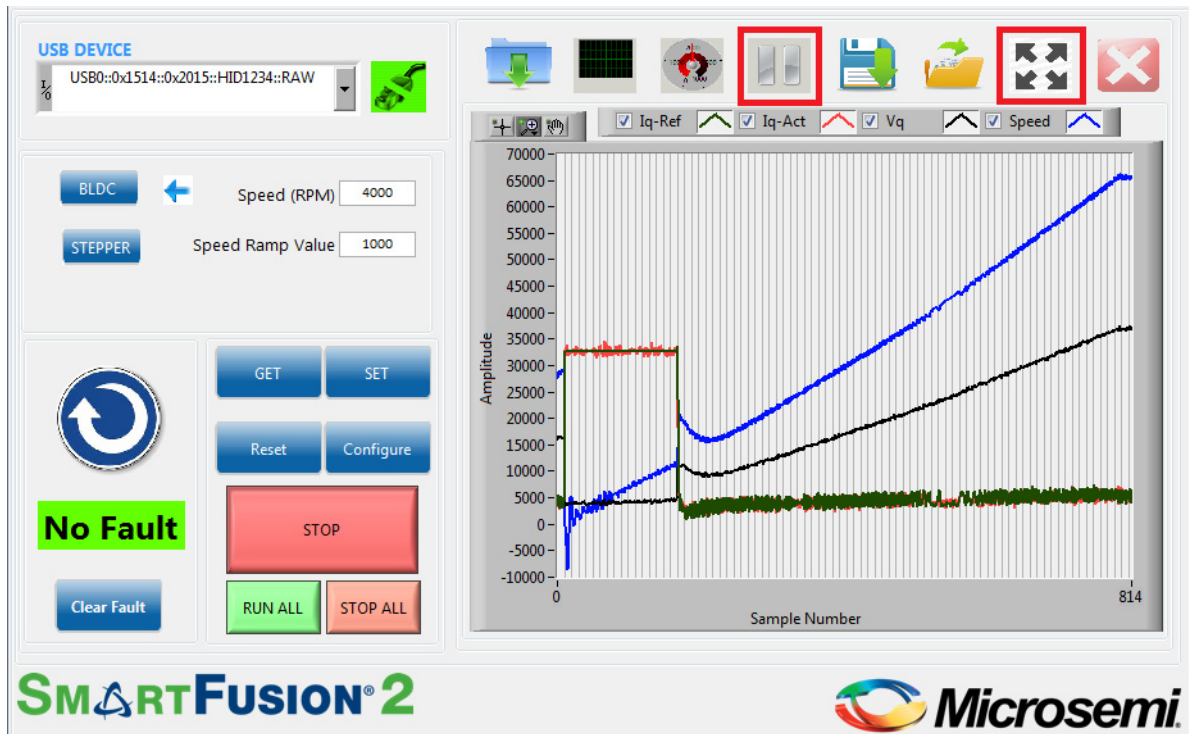 USB DEVICE
I/O
USB0::0x1514::0x2015::HID1234::RAW
BLDC
Speed (RPM) 4000
STEPPER
Speed Ramp Value 1000
GET
SET
Reset
Configure
No Fault
STOP
Clear Fault
RUN ALL
STOP ALL
Iq-Ref
Iq-Act
Vq
Speed
70000
65000
60000
55000
50000
45000
40000
35000
30000
25000
20000
15000
10000
5000
0
-5000
-10000
Amplitude
0
814
Sample Number
SMARTFUSION® 2
Microsemi.